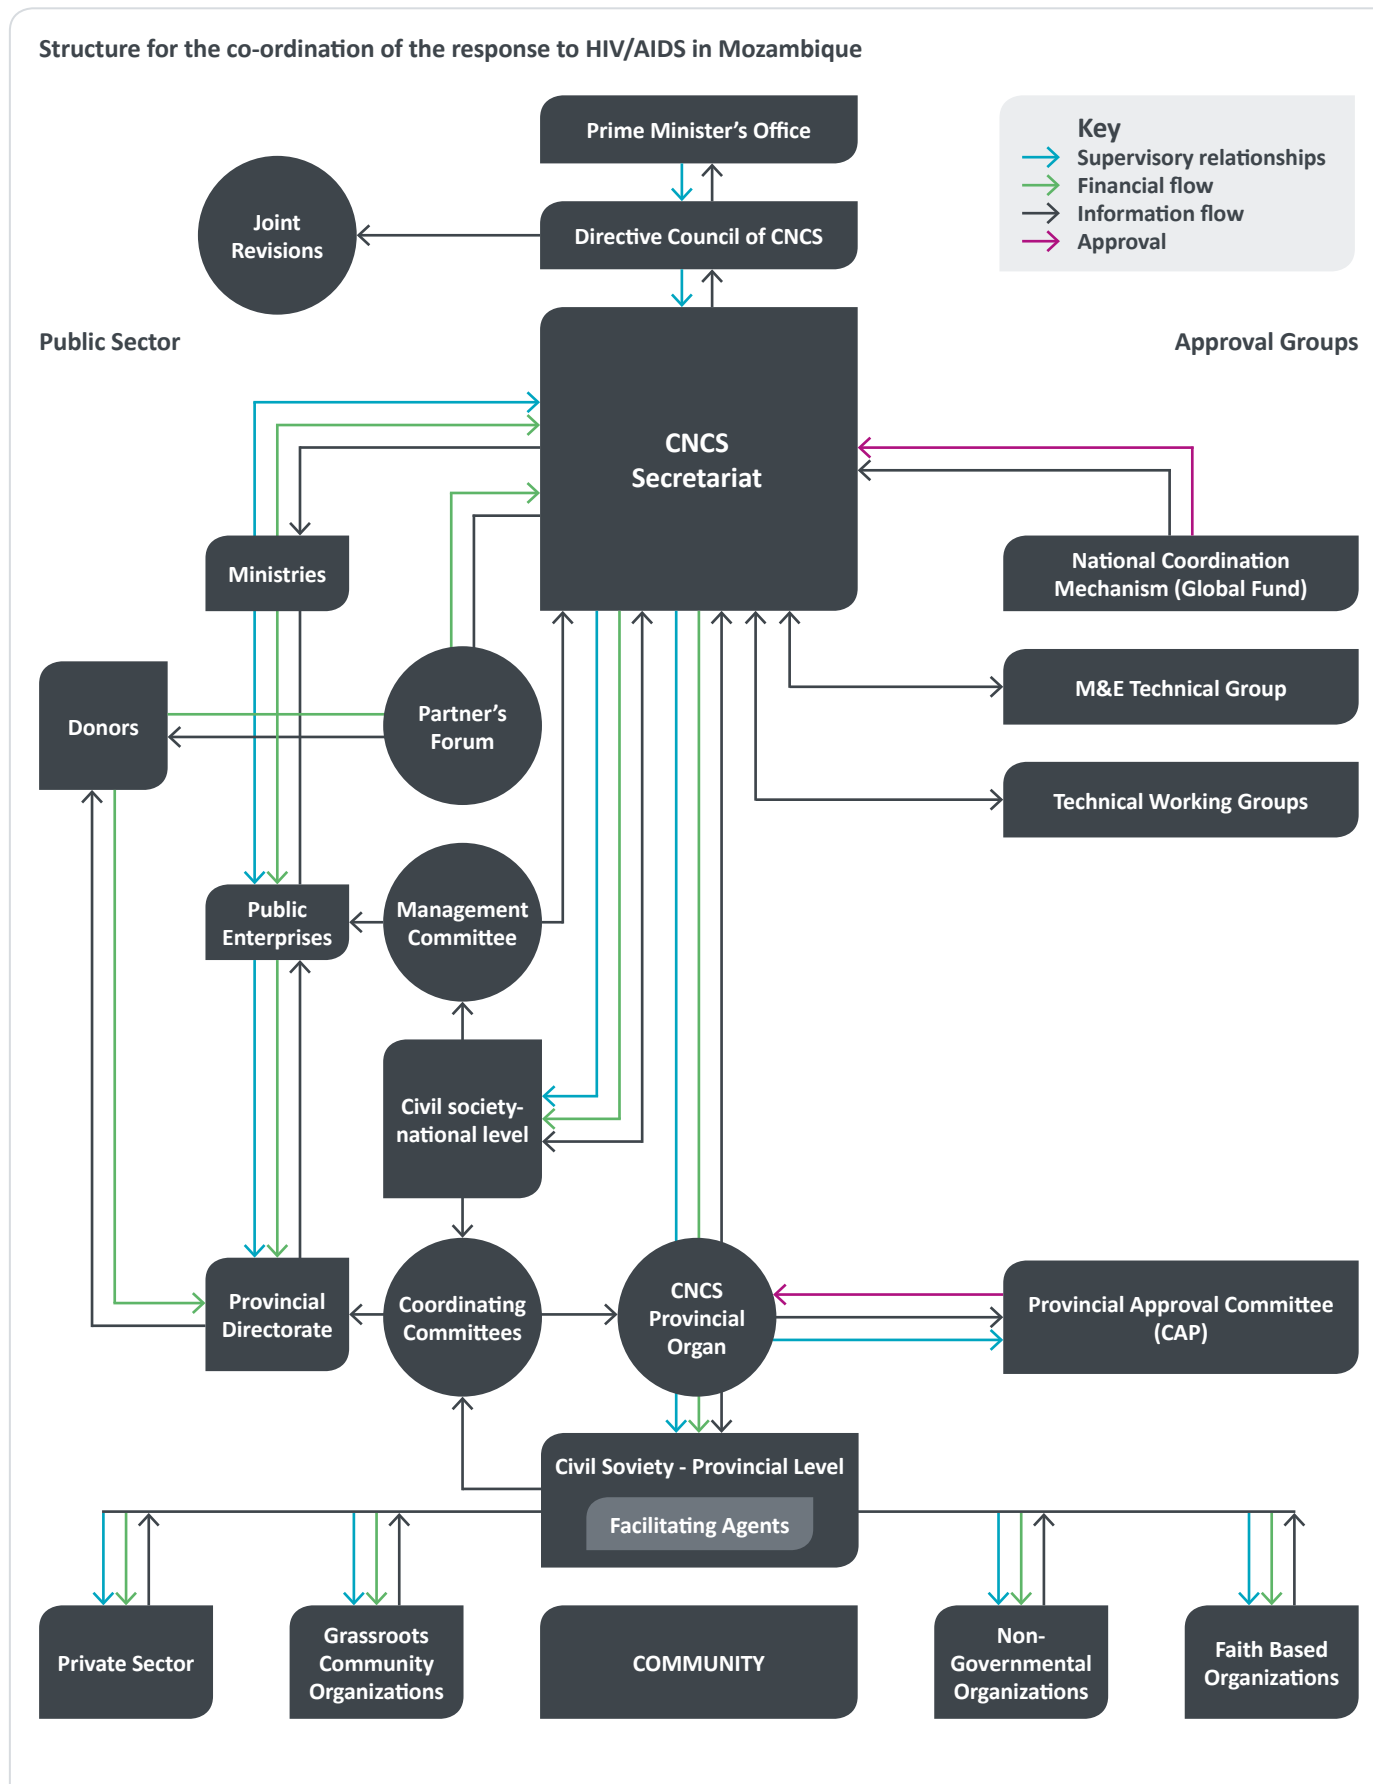 Structure for the co-ordination of the response to HIV/AIDS in Mozambique
Prime Minister's Office
Key
Supervisory relationships
Financial flow
Information flow
Approval
Joint
Revisions
Directive Council of CNCS
Public Sector
Approval Groups
CNCS
Secretariat
Ministries
National Coordination
Mechanism (Global Fund)
Donors
Partner's
Forum
M&E Technical Group
Technical Working Groups
Public
Enterprises
Management
Committee
Civil society-
national level
Provincial
Directorate
Coordinating
Committees
CNCS
Provincial
Organ
Provincial Approval Committee
(CAP)
Civil Soviety - Provincial Level
Facilitating Agents
Private Sector
Grassroots
Community
Organizations
COMMUNITY
Non-
Governmental
Organizations
Faith Based
Organizations